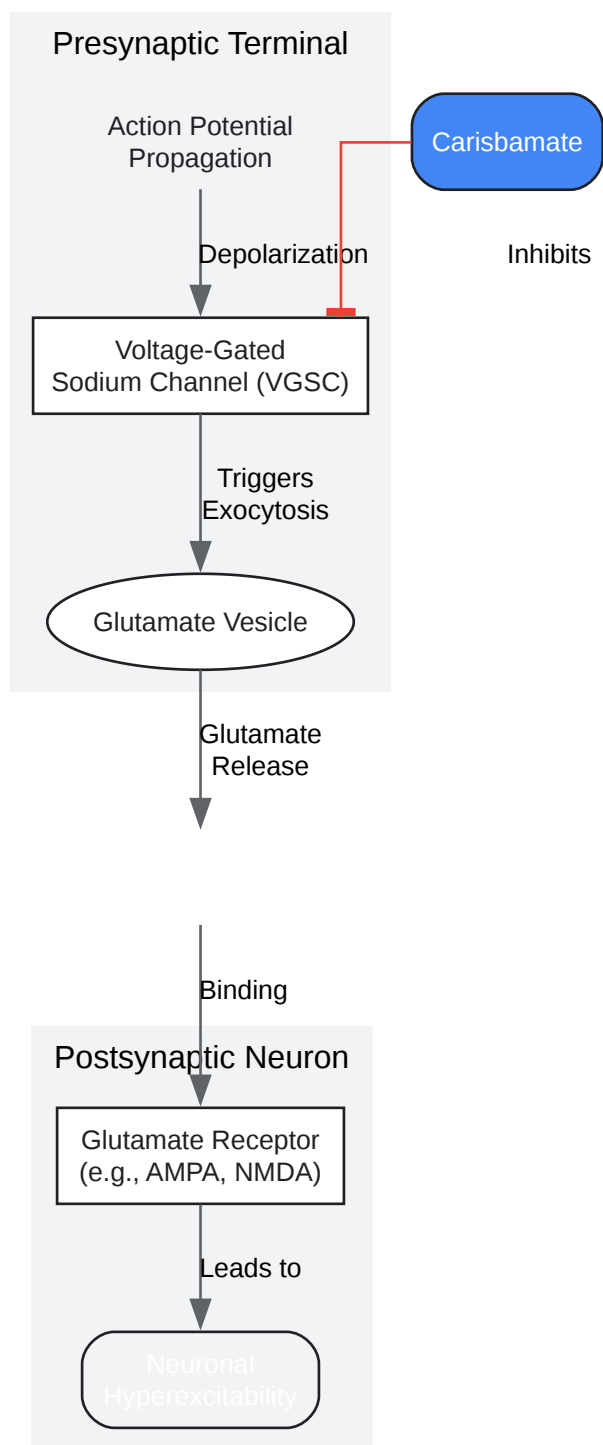 Presynaptic Terminal
Action Potential
Propagation
Carisbamate
Depolarization
Inhibits
Voltage-Gated
Sodium Channel (VGSC)
Triggers
Exocytosis
Glutamate Vesicle
Glutamate
Release
Binding
Postsynaptic Neuron
Glutamate Receptor
(e.g., AMPA, NMDA)
Leads to
Neuronal
Hyperexcitability